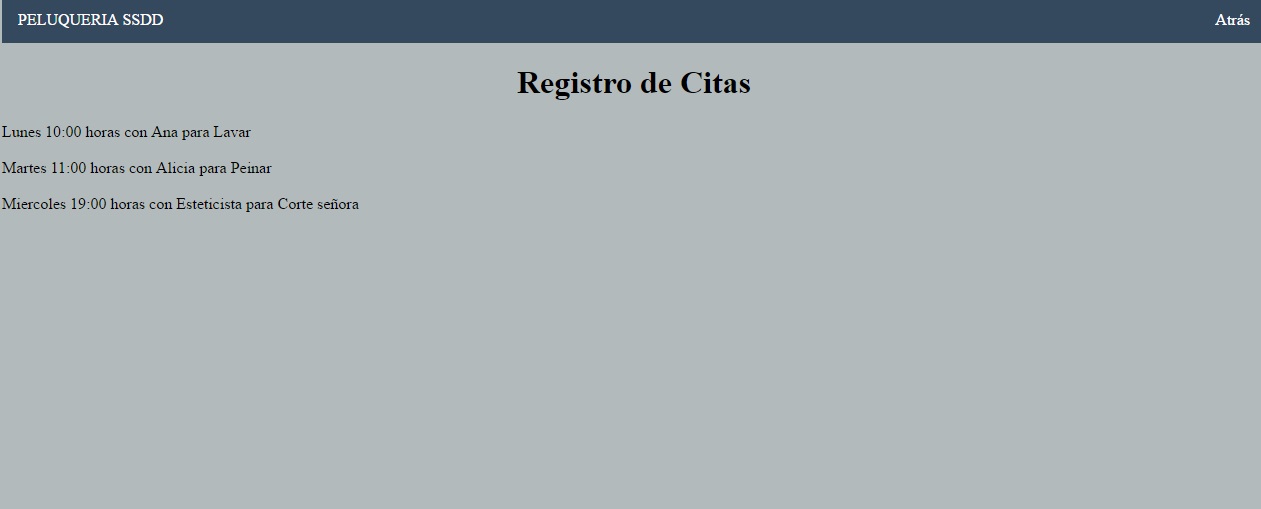 PELUQUERIA SSDD
Atrás
Registro de Citas
Lunes 10:00 horas con Ana para Lavar
Martes 11:00 horas con Alicia para Peinar
Miercoles 19:00 horas con Esteticista para Corte señora